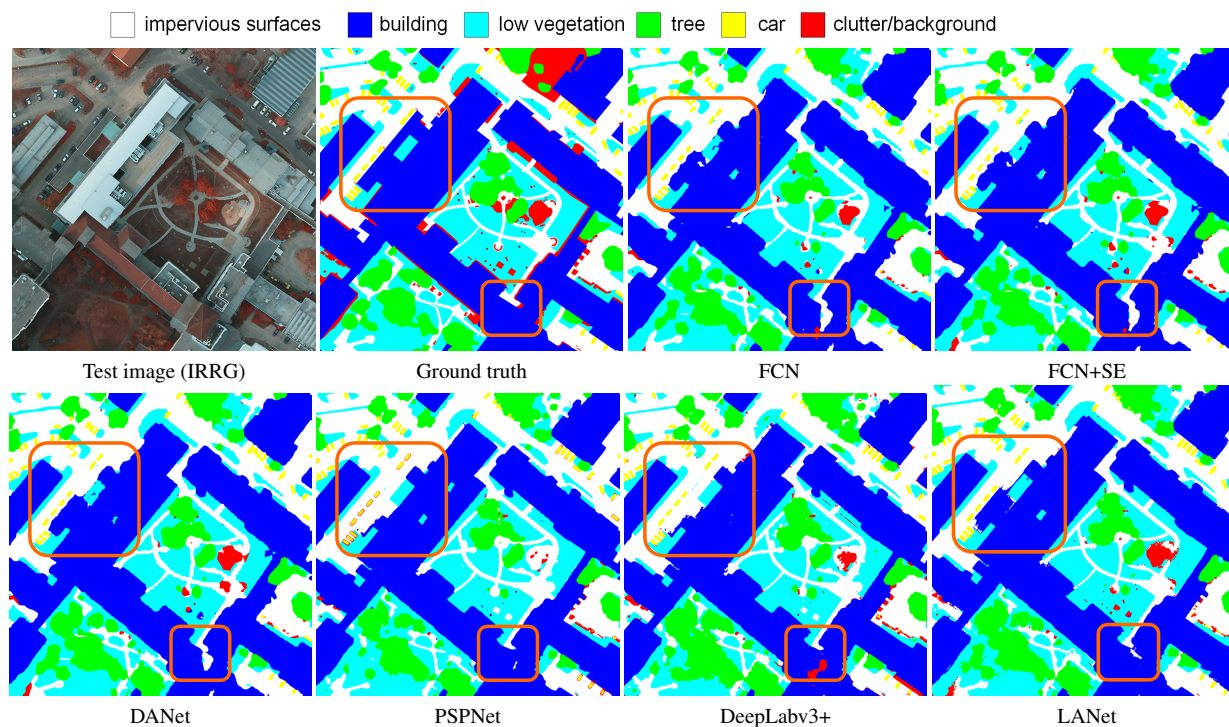 impervious surfaces building low vegetation tree car clutter/background
Test image (IRRG) Ground truth FCN FCN+SE
DANet PSPNet DeepLabv3+ LANet